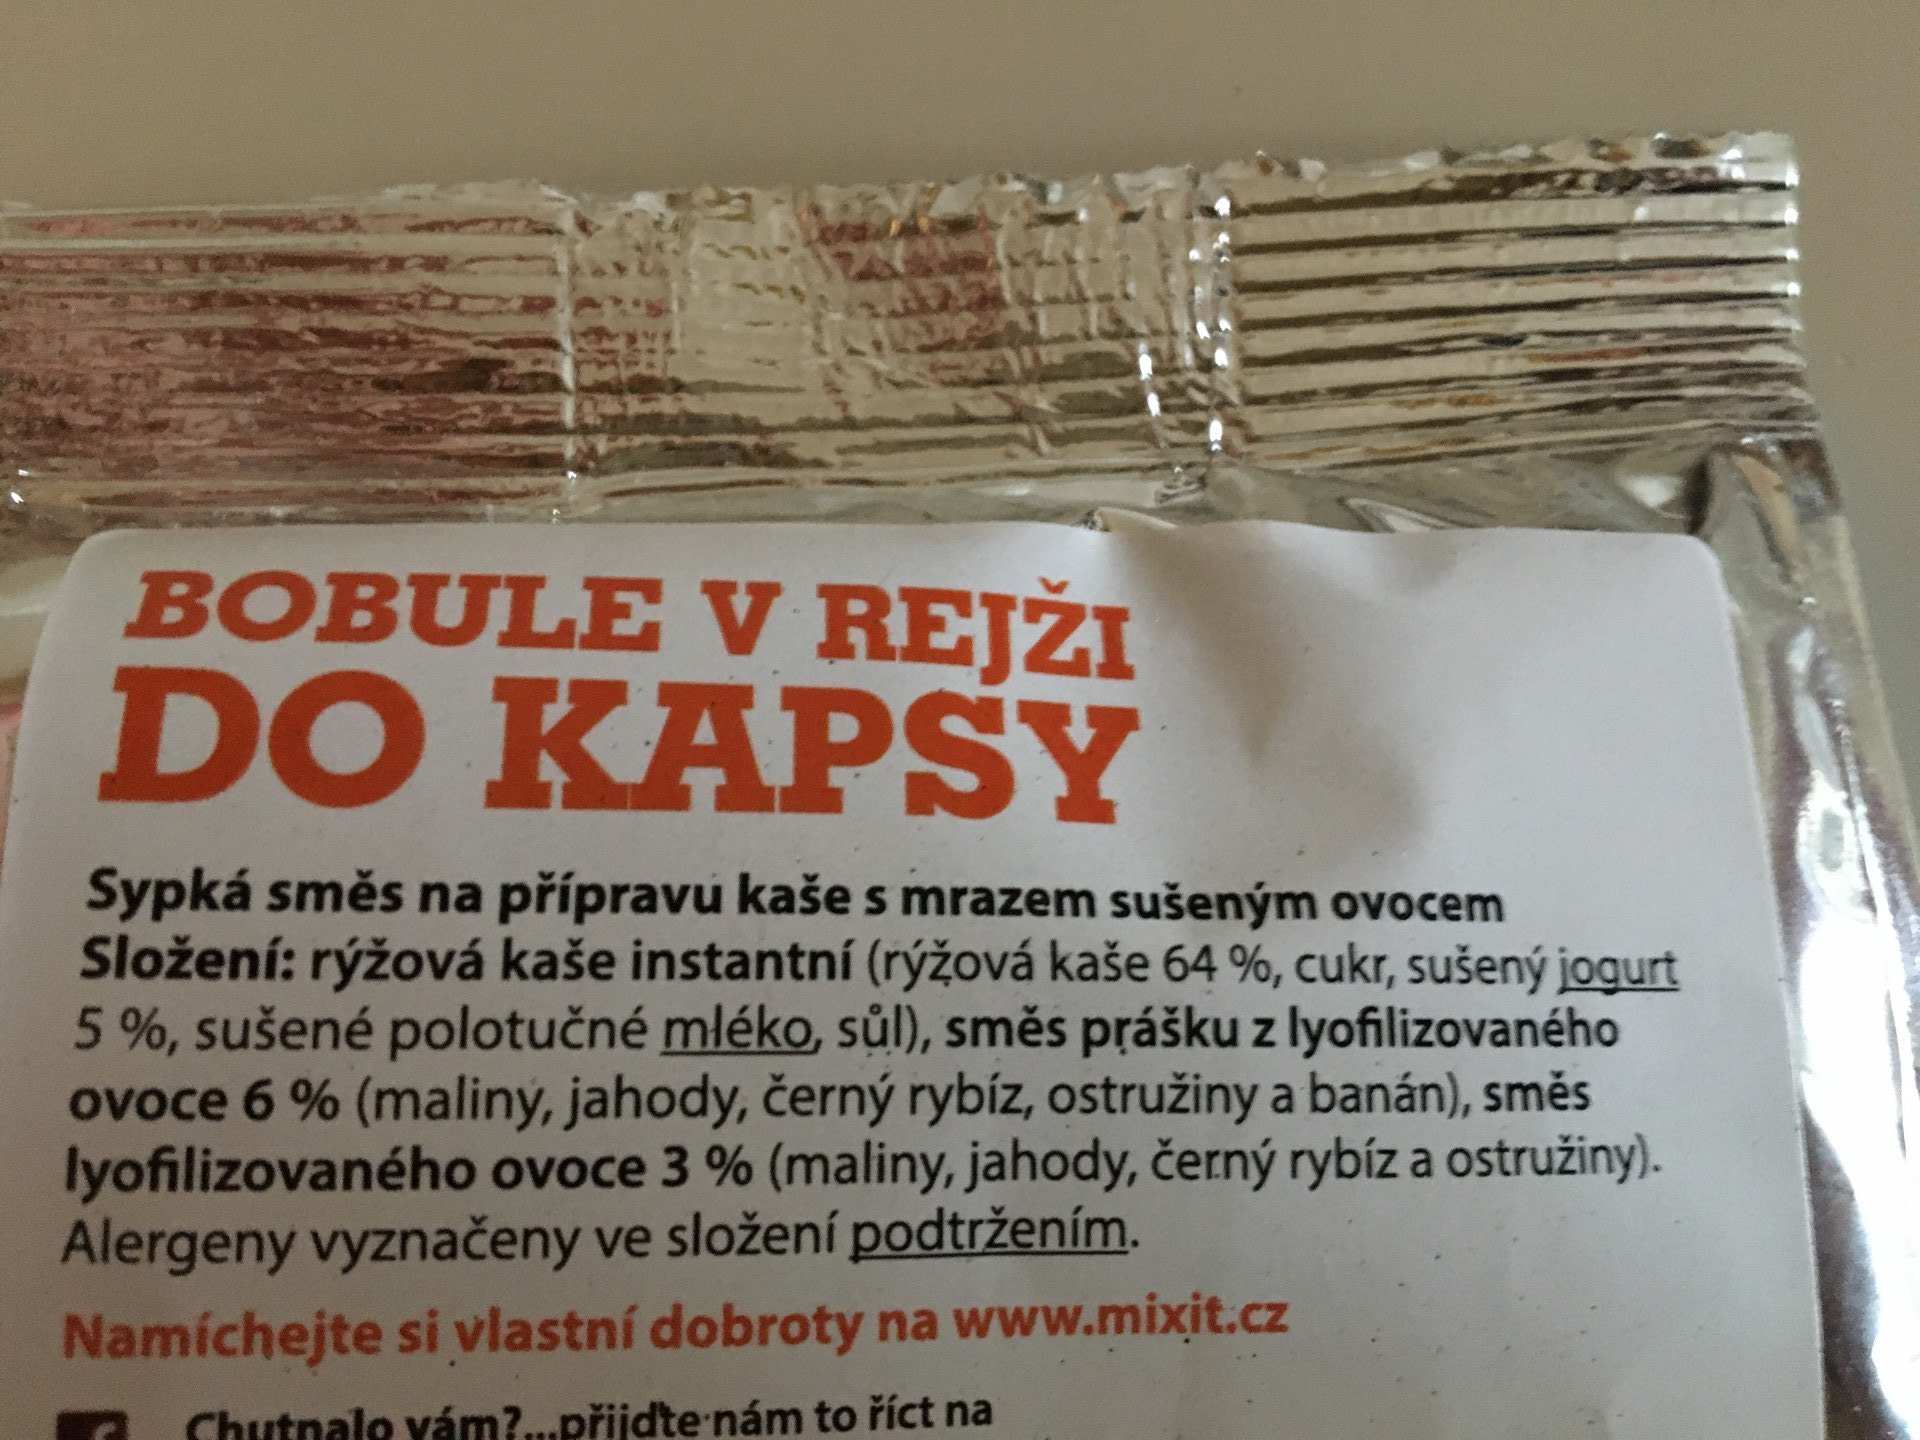 BOBULE V REJŽI
DO KAPSY
Sypká směs na přípravu kaše s mrazem sušeným ovocem
Složení: rýžová kaše instantní (rýžová kaše 64 %, cukr, sušený jogurt
5 %, sušené polotučné mléko, sůl), směs prášku z lyofilizovaného
ovoce 6 % (maliny, jahody, černý rybíz, ostružiny a banán), směs
lyofilizovaného ovoce 3 % (maliny, jahody, černý rybíz a ostružiny).
Alergeny vyznačeny ve složení podtržením.
Namíchejte si vlastní dobroty na www.mixit.cz
Chutnalo vám?...přijdte nám to říct na